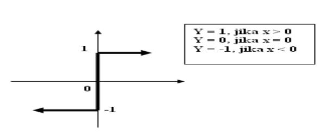 1
0
-1
Y = 1, jika x > 0
Y = 0, jika x = 0
Y = -1, jika x < 0